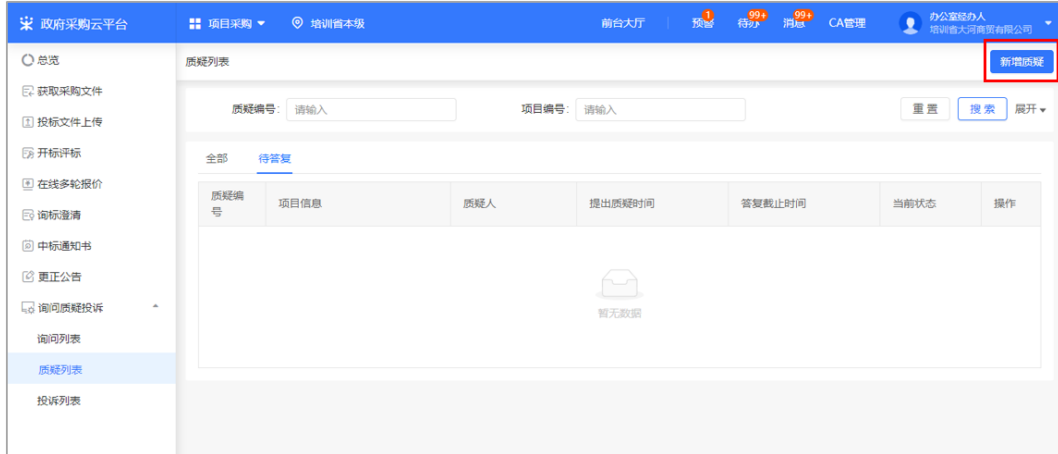 政府采购云平台 项目采购 培训省本级 前台大厅 预警 1 待办 99+ 消息 99+ CA管理 办公室经办人
培训省大河商贸有限公司
总览
获取采购文件
投标文件上传
开标评标
在线多轮报价
询标澄清
中标通知书
更正公告
询问质疑投诉
询问列表
质疑列表
投诉列表
质疑列表 新增质疑
质疑编号: 请输入 项目编号: 请输入 重置 搜索 展开
全部 待答复
质疑编号 项目信息 质疑人 提出质疑时间 答复截止时间 当前状态 操作
暂无数据